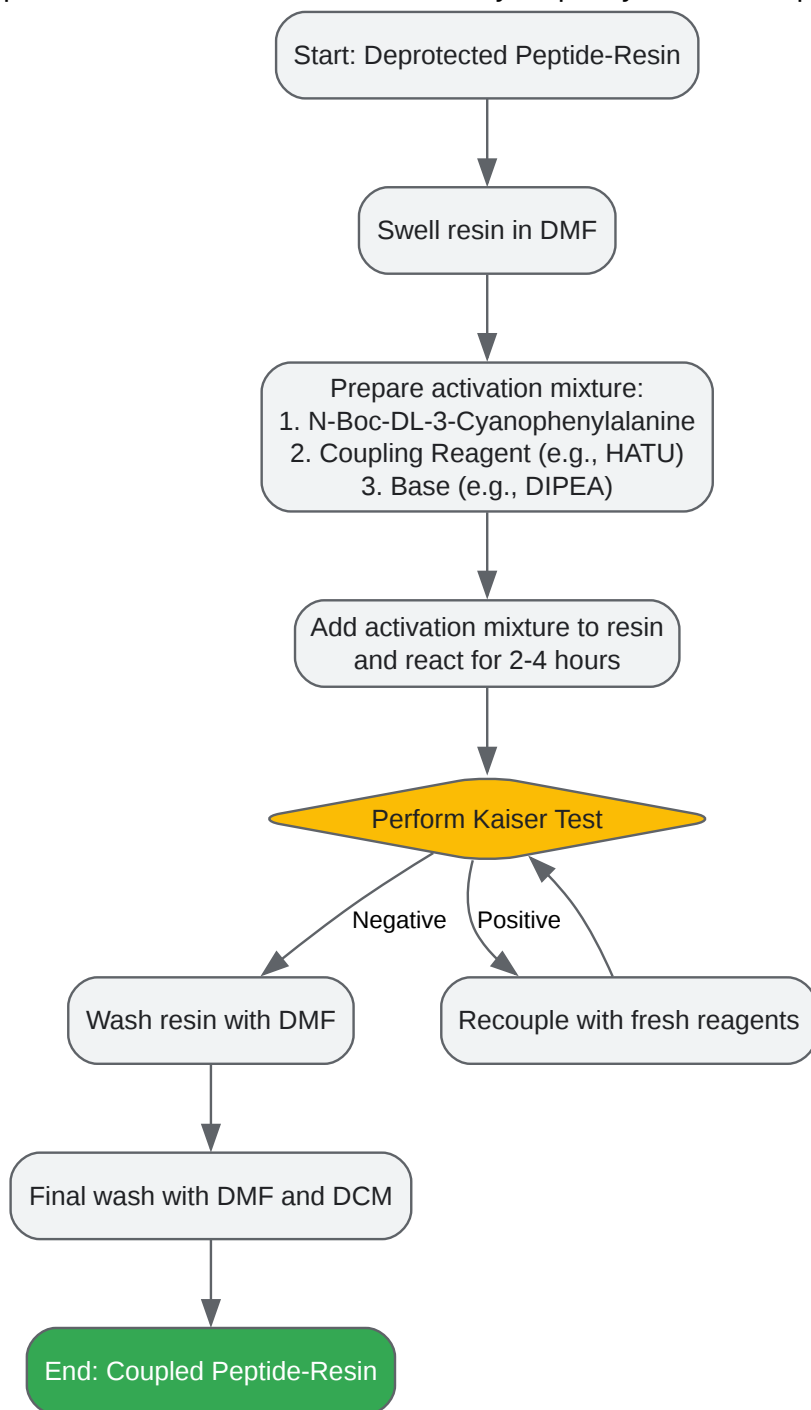 Start: Deprotected Peptide-Resin
Swell resin in DMF
Prepare activation mixture:
1. N-Boc-DL-3-Cyanophenylalanine
2. Coupling Reagent (e.g., HATU)
3. Base (e.g., DIPEA)
Add activation mixture to resin
and react for 2-4 hours
Perform Kaiser Test
Negative
Positive
Wash resin with DMF
Recouple with fresh reagents
Final wash with DMF and DCM
End: Coupled Peptide-Resin